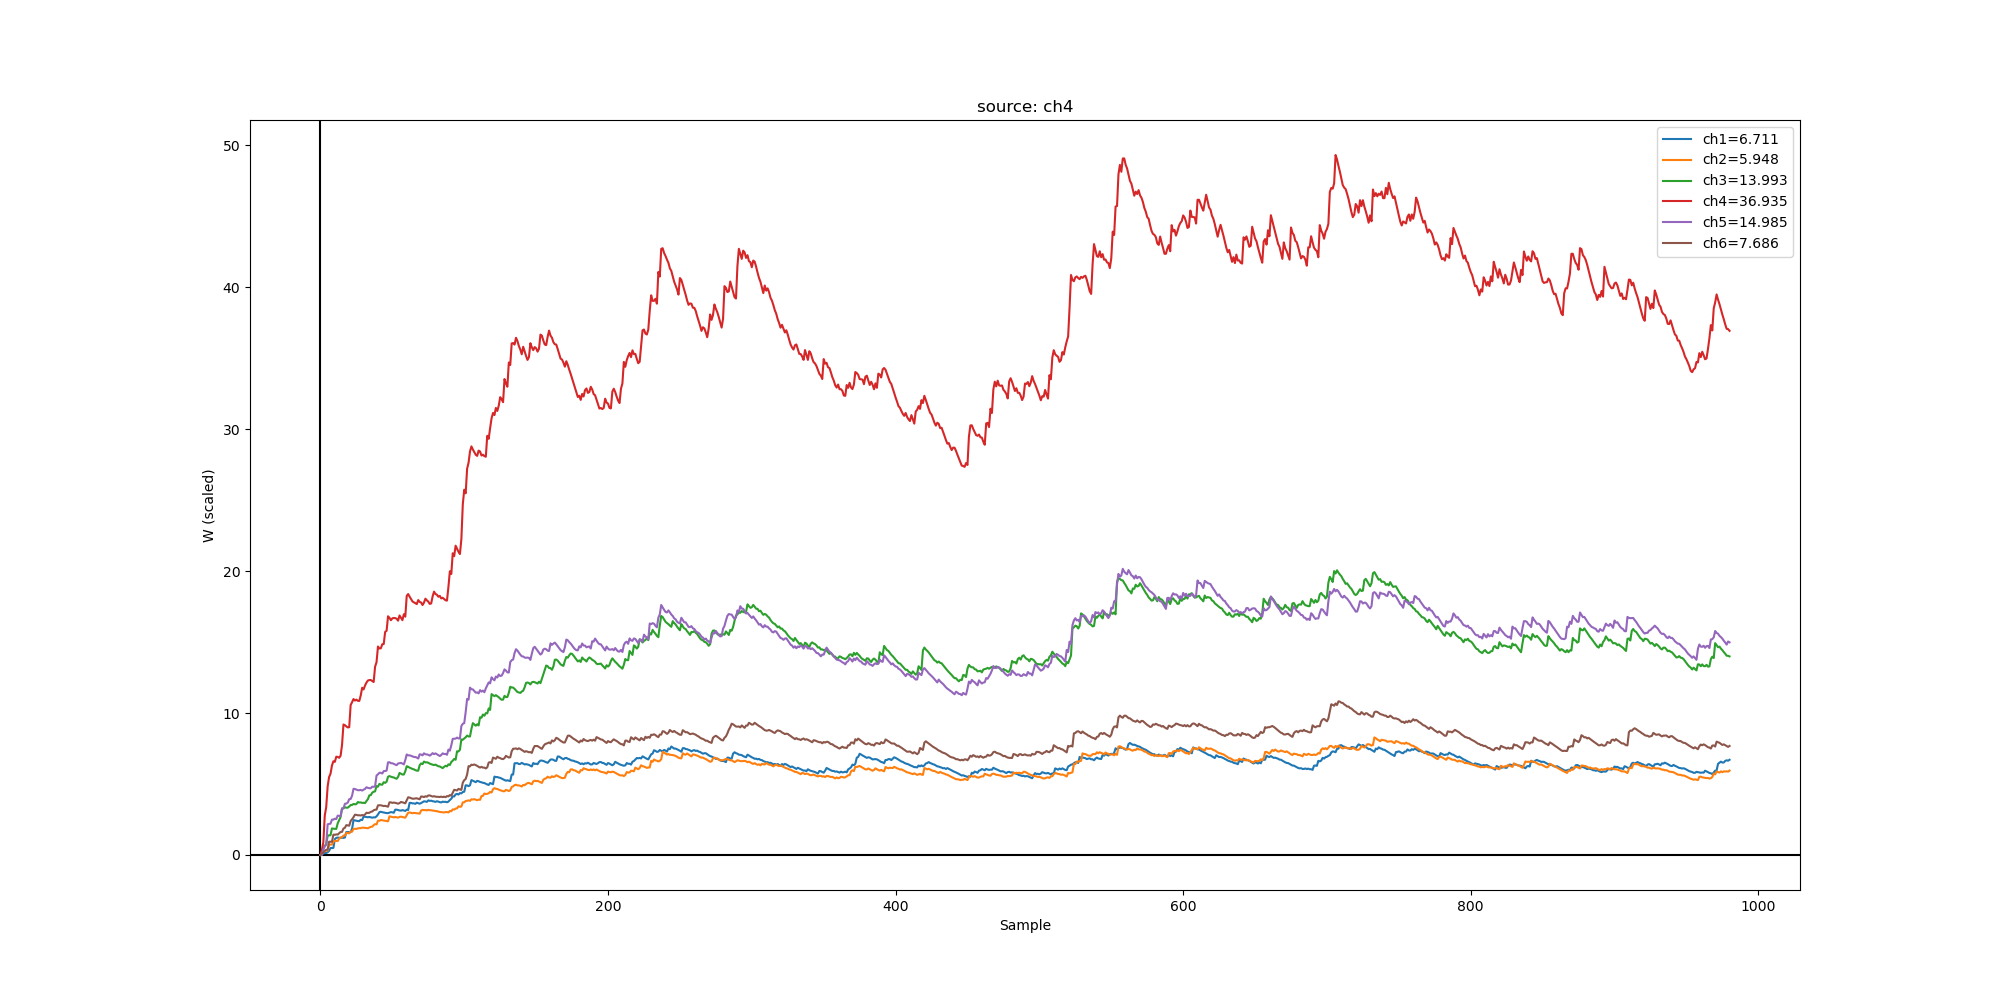 source: ch4
ch1=6.711
ch2=5.948
ch3=13.993
ch4=36.935
ch5=14.985
ch6=7.686
W (scaled)
50
40
30
20
10
0
0 200 400 600 800 1000
Sample